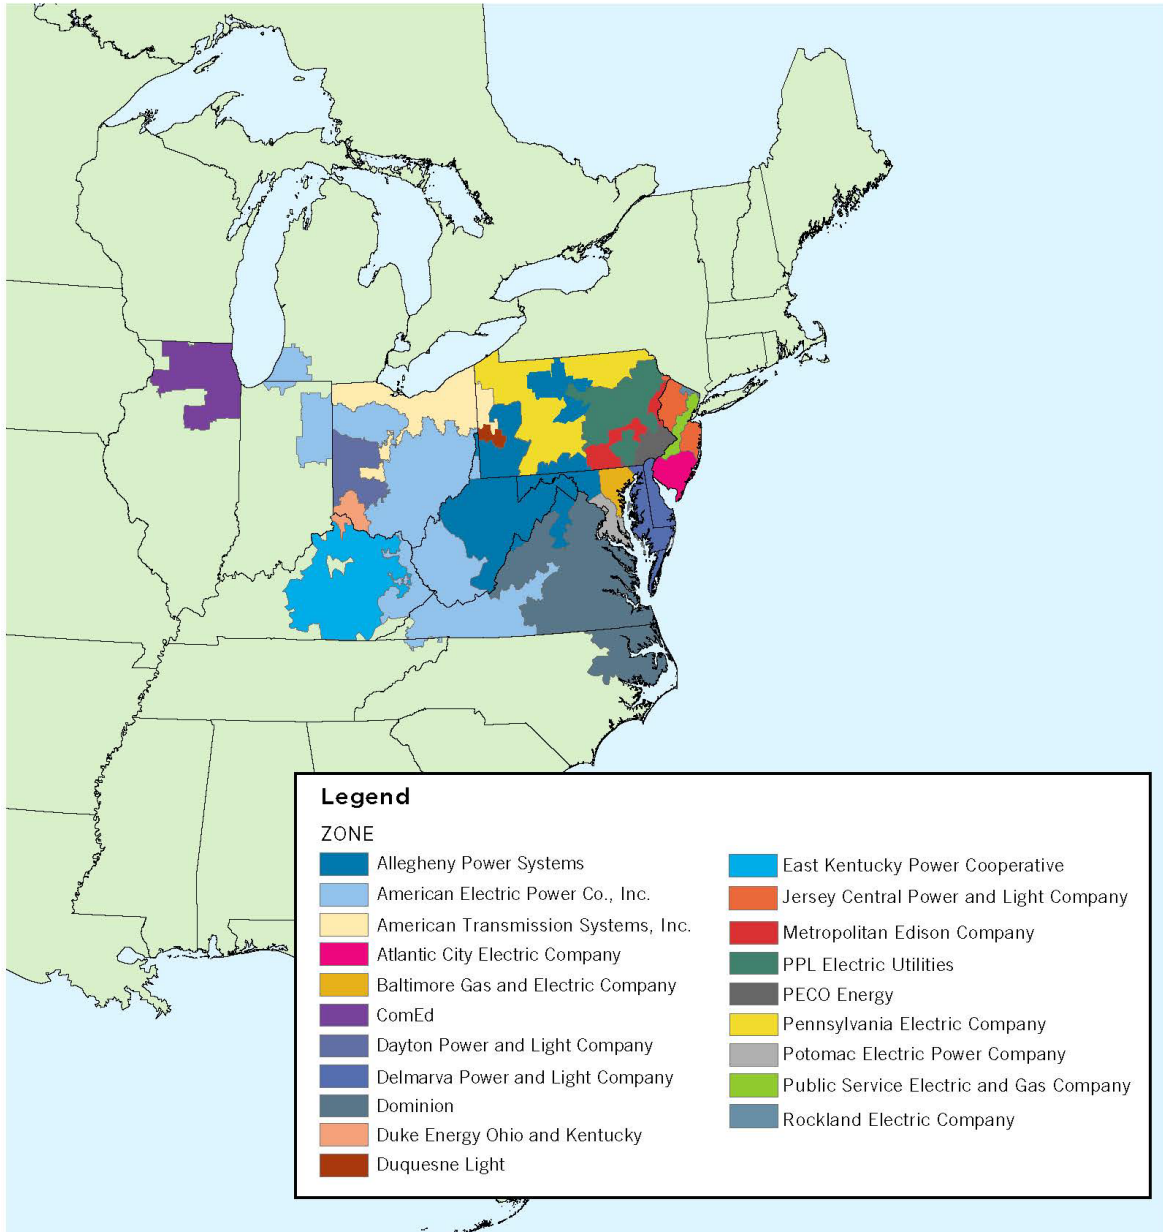 Legend
ZONE
Allegheny Power Systems
American Electric Power Co., Inc.
American Transmission Systems, Inc.
Atlantic City Electric Company
Baltimore Gas and Electric Company
ComEd
Dayton Power and Light Company
Delmarva Power and Light Company
Dominion
Duke Energy Ohio and Kentucky
Duquesne Light
East Kentucky Power Cooperative
Jersey Central Power and Light Company
Metropolitan Edison Company
PPL Electric Utilities
PECO Energy
Pennsylvania Electric Company
Potomac Electric Power Company
Public Service Electric and Gas Company
Rockland Electric Company